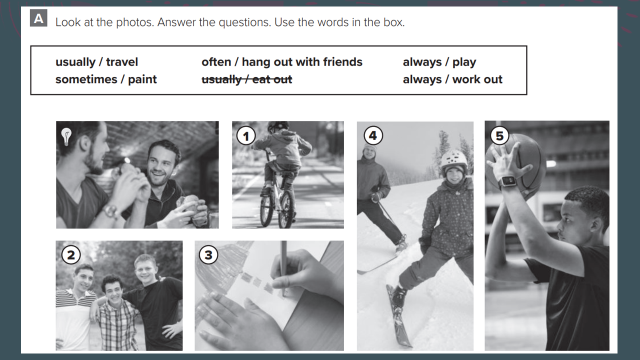 A Look at the photos. Answer the questions. Use the words in the box.
usually / travel often / hang out with friends always / play
sometimes / paint usually / eat out always / work out
1 4 5
2 3